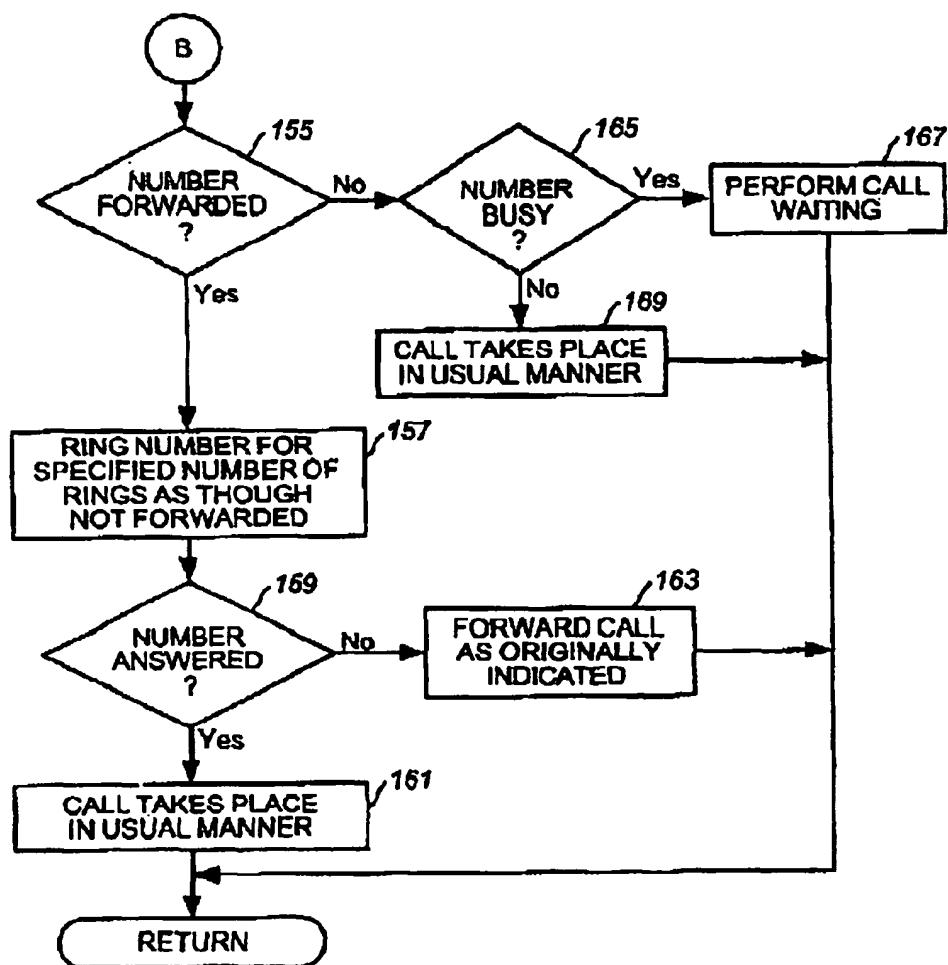 B
155
NUMBER
FORWARDED
?
No
Yes
165
NUMBER
BUSY
?
Yes
No
167
PERFORM CALL
WAITING
169
CALL TAKES PLACE
IN USUAL MANNER
157
RING NUMBER FOR
SPECIFIED NUMBER OF
RINGS AS THOUGH
NOT FORWARDED
159
NUMBER
ANSWERED
?
No
Yes
163
FORWARD CALL
AS ORIGINALLY
INDICATED
161
CALL TAKES PLACE
IN USUAL MANNER
RETURN